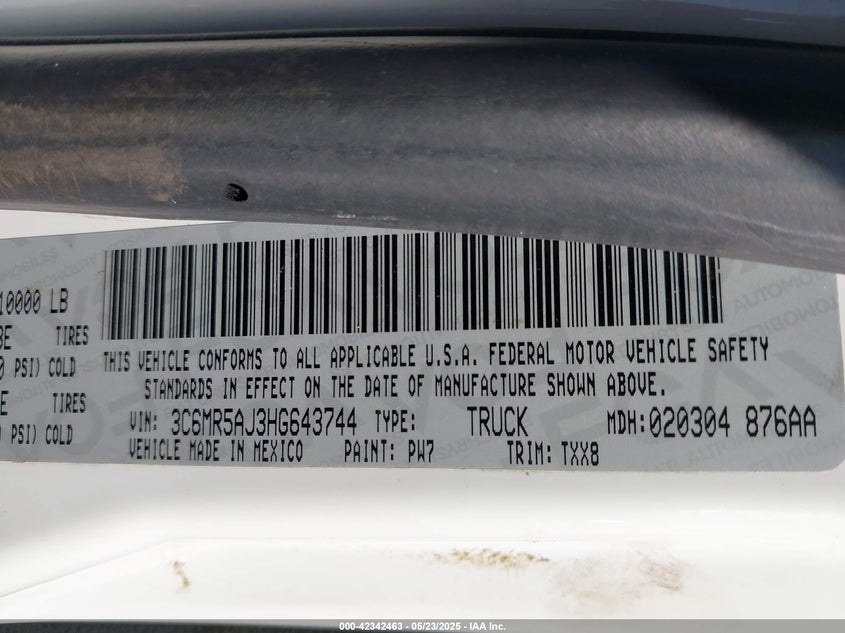 10000 LB
TIRES
PSI) COLD
THIS VEHICLE CONFORMS TO ALL APPLICABLE U.S.A. FEDERAL MOTOR VEHICLE SAFETY
STANDARDS IN EFFECT ON THE DATE OF MANUFACTURE SHOWN ABOVE.
E TIRES
VIN: 3C6MR5AJ3HG643744 TYPE: TRUCK MDH:020304 876AA
PSI) COLD
VEHICLE MADE IN MEXICO PAINT: PW7 TRIM: TXX8
000-42342463 - 05/23/2025 - IAA Inc.